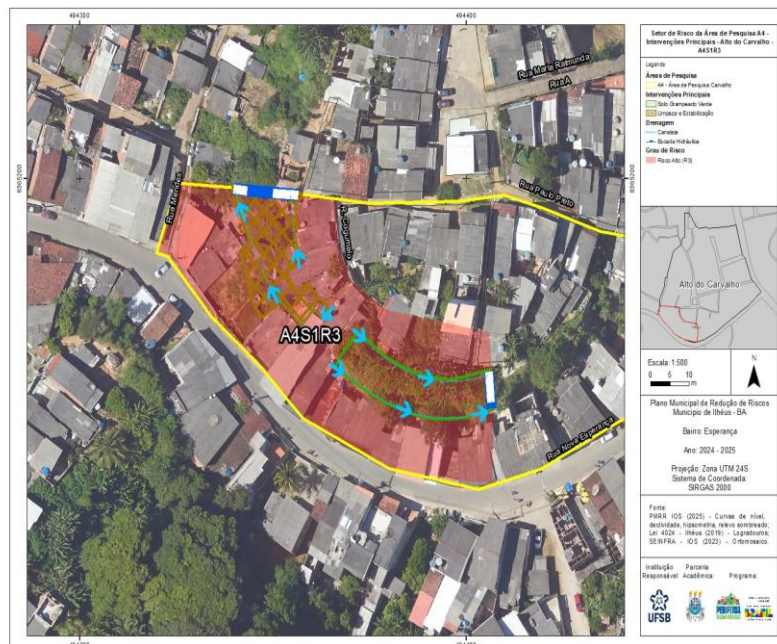 494300
494400
8365200
8365200
Rua Maria Raimunda
Rua A
Rua Paulo Preto
Rua Mendes
A4S1R3
Rua Nova Esperança
494400
Setor de Risco da Área de Pesquisa A4 -
Intervenções Principais - Alto do Carvalho -
A4S1R3
Legenda
Áreas de Pesquisa
A4 - Área de Pesquisa Carvalho
Intervenções Principais
Solo Grampeado Verde
Limpeza e Estabilização
Drenagem
Canaleta
Escada Hidráulica
Grau de Risco
Risco Alto (R3)
Alto do Carvalho
Escala: 1:500
0 5 10
m
N
Plano Municipal de Redução de Riscos
Município de Ilhéus - BA
Bairro: Esperança
Ano: 2024 - 2025
Projeção: Zona UTM 24S
Sistema de Coordenada:
SIRGAS 2000
Fonte:
PMRR IOS (2025) - Curvas de nível,
declividade, hipsometria, relevo sombreado;
Lei 4024 - Ilhéus (2019) - Logradouros;
SEINFRA - IOS (2023) - Ortomosaico.
Instituição Parceria
Responsável: Acadêmica: Programa:
UFSB
PERIFERIA